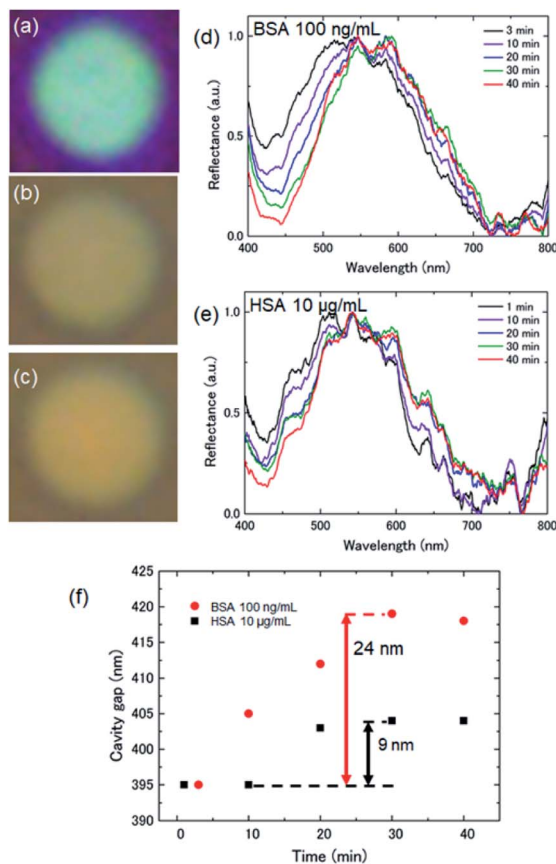 (a)
(b)
(c)
(d)
BSA 100 ng/mL
3 min
10 min
20 min
30 min
40 min
1.0
0.5
0.0
Reflectance (a.u.)
400 500 600 700 800
Wavelength (nm)
(e)
HSA 10 μg/mL
1 min
10 min
20 min
30 min
40 min
1.0
0.5
0.0
Reflectance (a.u.)
400 500 600 700 800
Wavelength (nm)
(f)
BSA 100 ng/mL
HSA 10 μg/mL
24 nm
9 nm
425
420
415
410
405
400
395
390
Cavity gap (nm)
0 10 20 30 40
Time (min)